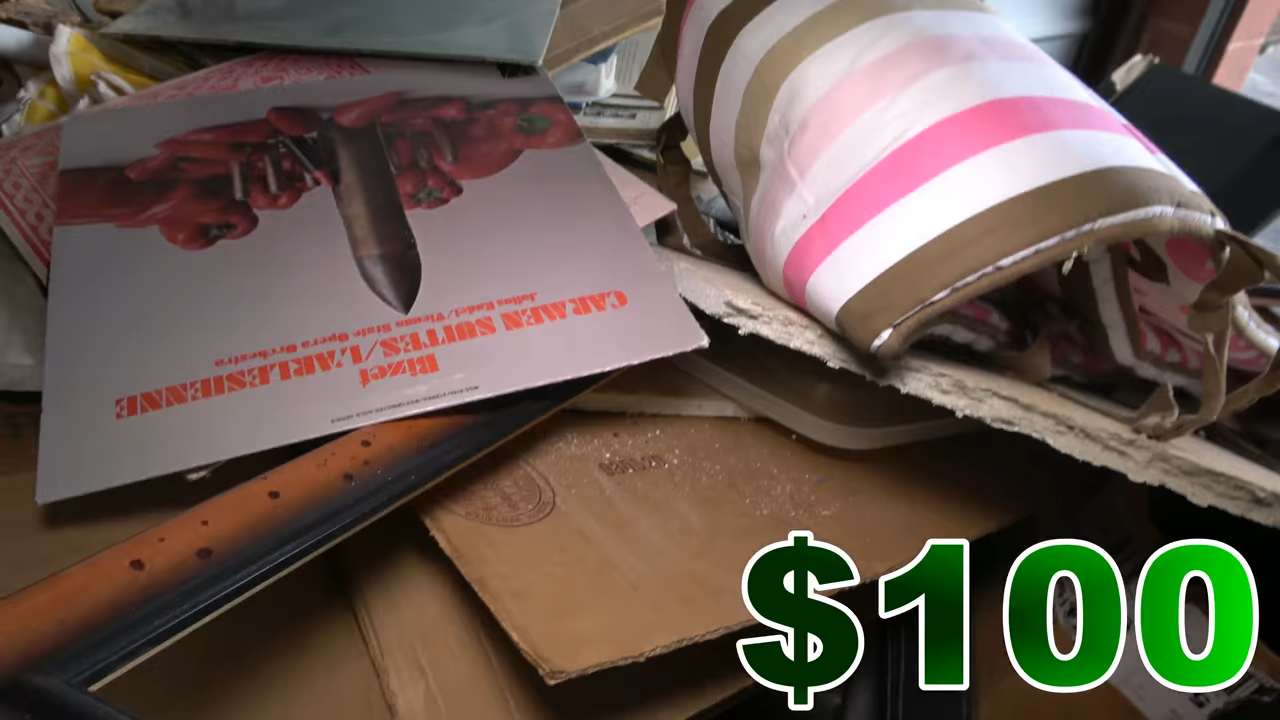 Bizet
CARMEN SUITES/L'ARLESIENNE
Julius Rudel/Vienna State Opera Orchestra
$100